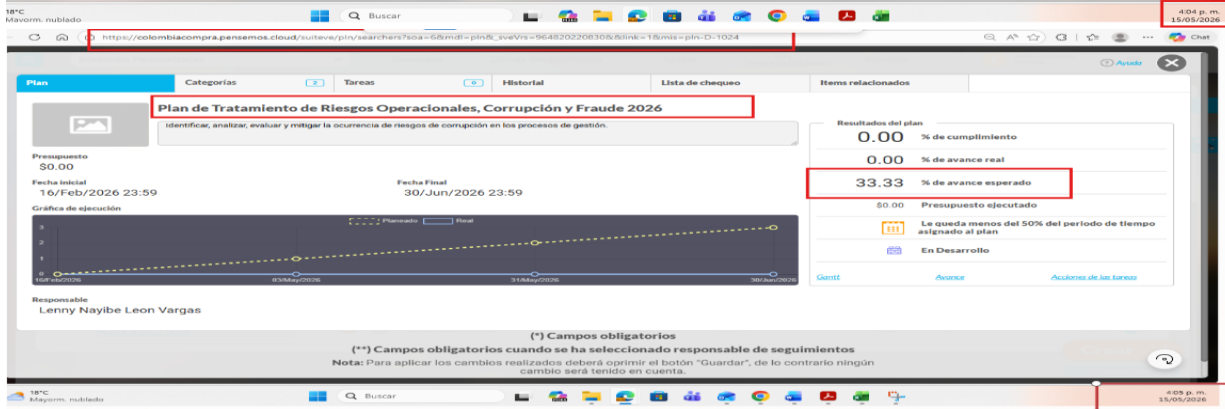 18°C
Mayorm. nublado
Buscar
4:04 p. m.
15/05/2026
https://colombiacompra.pensemos.cloud/suiteve/pln/searchers?soa=6&mdl=pln&_sveVrs=964820220830&&link=1&mis=pln-D-1024
Chat
Ayuda
Plan
Categorías 2
Tareas 0
Historial
Lista de chequeo
Items relacionados
Plan de Tratamiento de Riesgos Operacionales, Corrupción y Fraude 2026
Identificar, analizar, evaluar y mitigar la ocurrencia de riesgos de corrupción en los procesos de gestión.
Resultados del plan
0.00 % de cumplimiento
0.00 % de avance real
33.33 % de avance esperado
$0.00 Presupuesto ejecutado
Le queda menos del 50% del periodo de tiempo
asignado al plan
En Desarrollo
Gantt
Avance
Acciones de las tareas
Presupuesto
$0.00
Fecha inicial
16/Feb/2026 23:59
Fecha Final
30/Jun/2026 23:59
Gráfica de ejecución
Planeado
Real
3
2
1
0
16/Feb/2026
03/May/2026
31/May/2026
30/Jun/2026
Responsable
Lenny Nayibe Leon Vargas
(*) Campos obligatorios
(**) Campos obligatorios cuando se ha seleccionado responsable de seguimientos
Nota: Para aplicar los cambios realizados deberá oprimir el botón "Guardar", de lo contrario ningún
cambio será tenido en cuenta.
18°C
Mayorm. nublado
Buscar
4:05 p. m.
15/05/2026